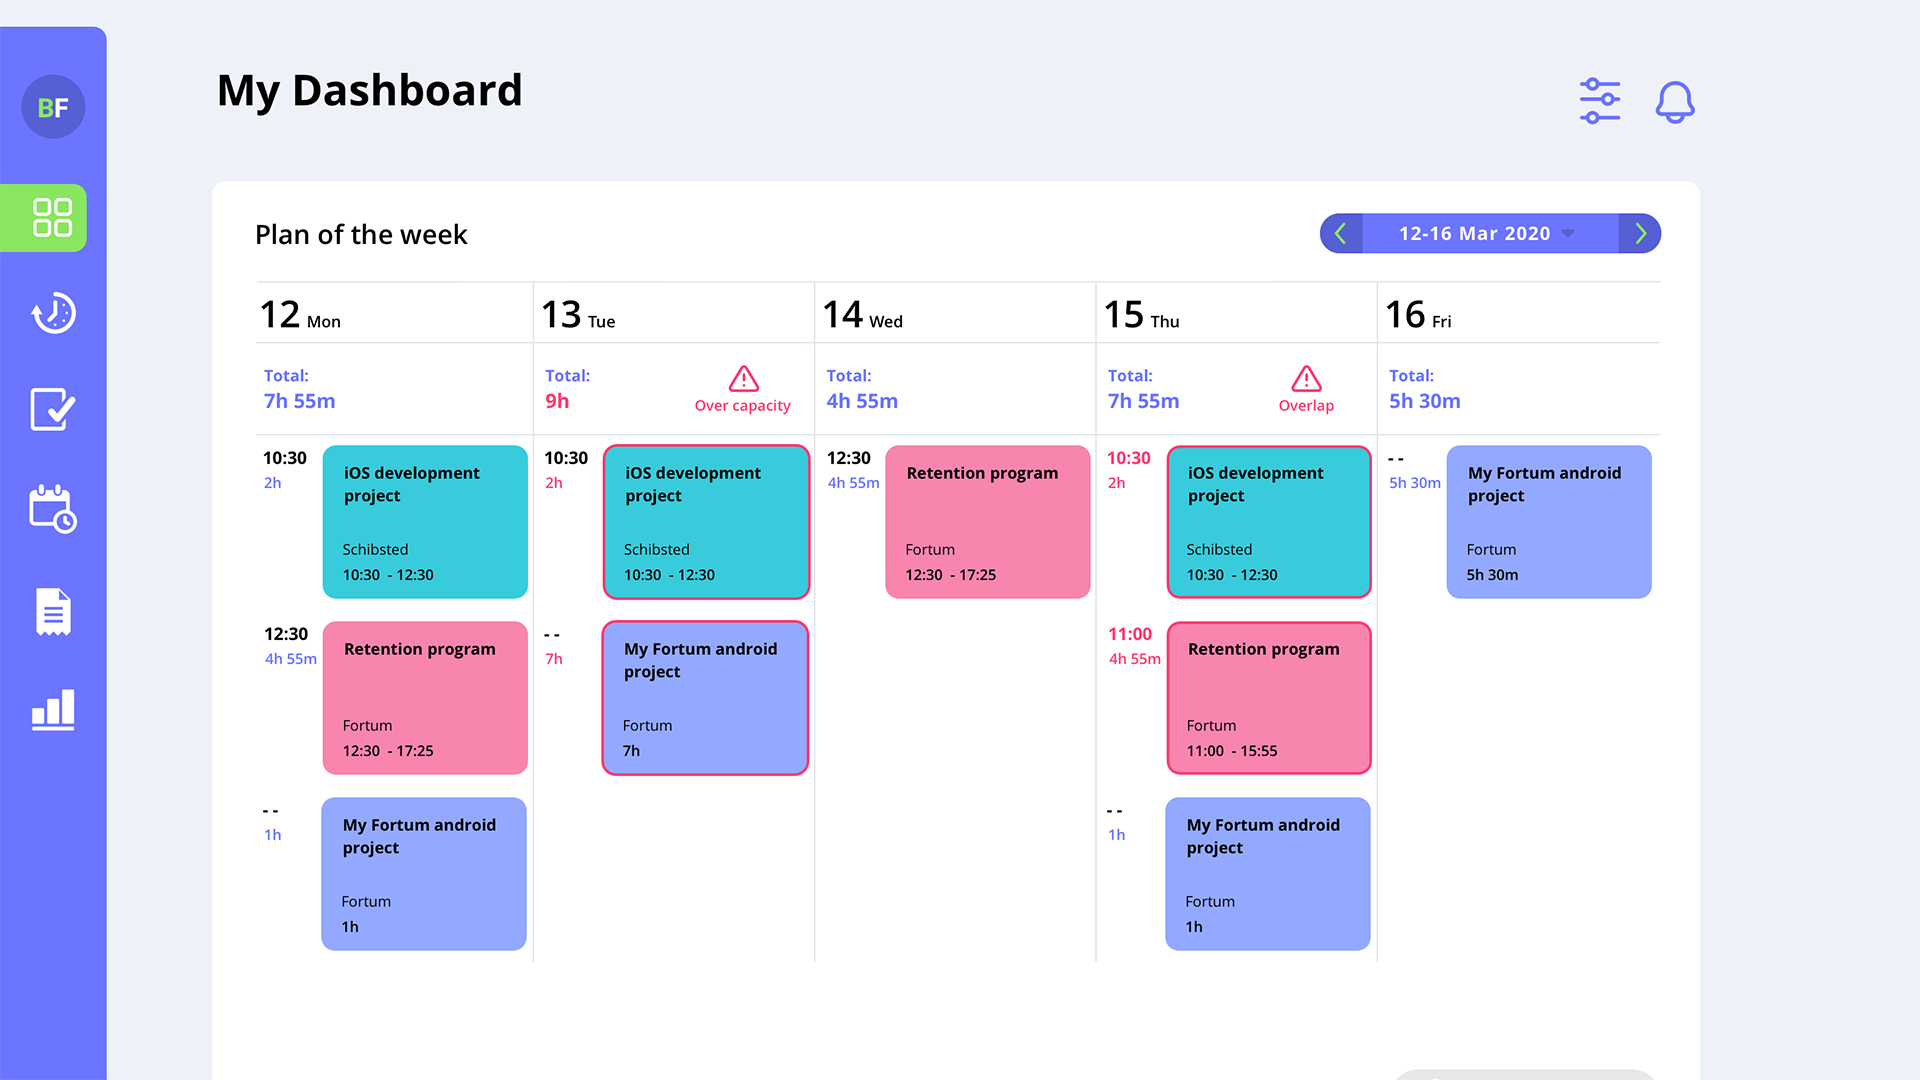 BF
My Dashboard
Plan of the week
12-16 Mar 2020
12 Mon
13 Tue
14 Wed
15 Thu
16 Fri
Total:
7h 55m
Total:
9h
Over capacity
Total:
4h 55m
Total:
7h 55m
Overlap
Total:
5h 30m
10:30
2h
iOS development
project
Schibsted
10:30 - 12:30
12:30
4h 55m
Retention program
Fortum
12:30 - 17:25
- -
1h
My Fortum android
project
Fortum
1h
10:30
2h
iOS development
project
Schibsted
10:30 - 12:30
- -
7h
My Fortum android
project
Fortum
7h
12:30
4h 55m
Retention program
Fortum
12:30 - 17:25
10:30
2h
iOS development
project
Schibsted
10:30 - 12:30
11:00
4h 55m
Retention program
Fortum
11:00 - 15:55
- -
1h
My Fortum android
project
Fortum
1h
- -
5h 30m
My Fortum android
project
Fortum
5h 30m